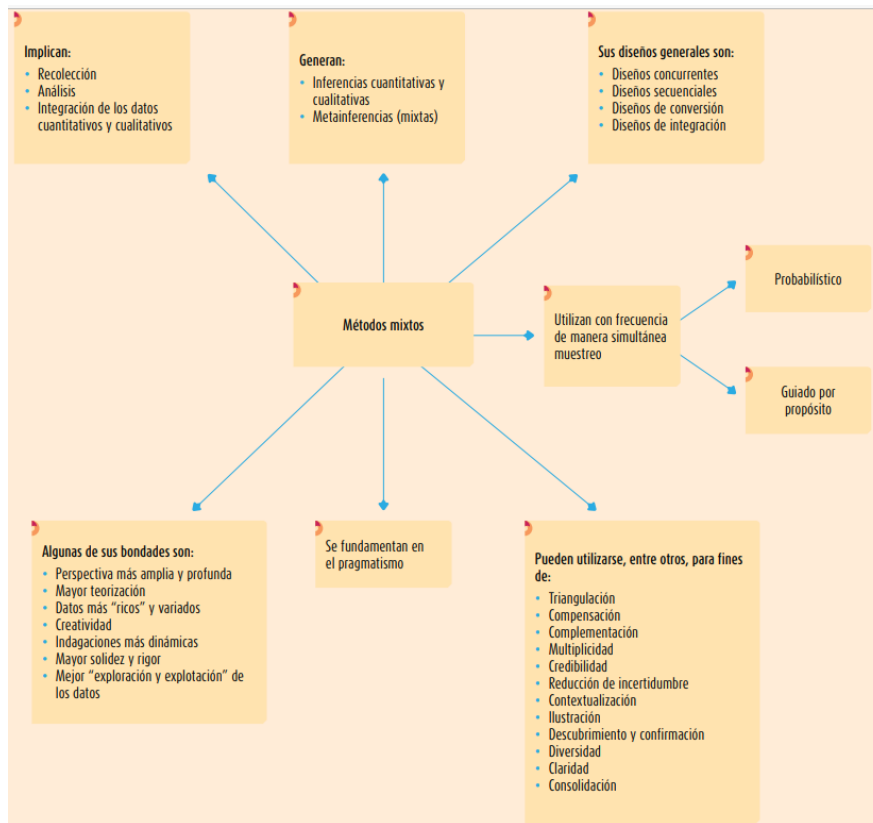 Implican:
• Recolección
• Análisis
• Integración de los datos
cuantitativos y cualitativos
Generan:
• Inferencias cuantitativas y
cualitativas
• Metainferencias (mixtas)
Sus diseños generales son:
• Diseños concurrentes
• Diseños secuenciales
• Diseños de conversión
• Diseños de integración
Métodos mixtos
Utilizan con frecuencia
de manera simultánea
muestreo
Probabilístico
Guiado por
propósito
Algunas de sus bondades son:
• Perspectiva más amplia y profunda
• Mayor teorización
• Datos más “ricos” y variados
• Creatividad
• Indagaciones más dinámicas
• Mayor solidez y rigor
• Mejor “exploración y explotación” de
los datos
Se fundamentan en
el pragmatismo
Pueden utilizarse, entre otros, para fines
de:
• Triangulación
• Compensación
• Complementación
• Multiplicidad
• Credibilidad
• Reducción de incertidumbre
• Contextualización
• Ilustración
• Descubrimiento y confirmación
• Diversidad
• Claridad
• Consolidación